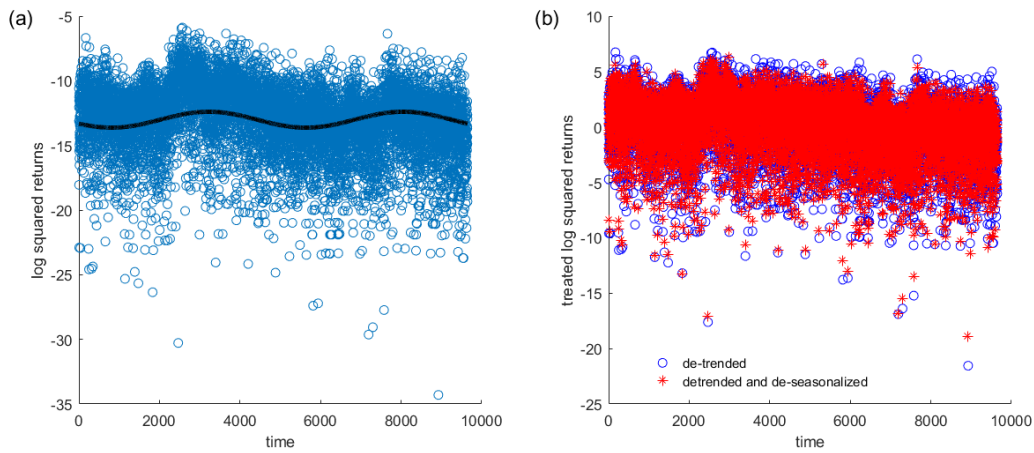 (a)
-5
-10
-15
-20
-25
-30
-35
log squared returns
0 2000 4000 6000 8000 10000
time
(b)
10
5
0
-5
-10
-15
-20
-25
treated log squared returns
de-trended
detrended and de-seasonalized
0 2000 4000 6000 8000 10000
time